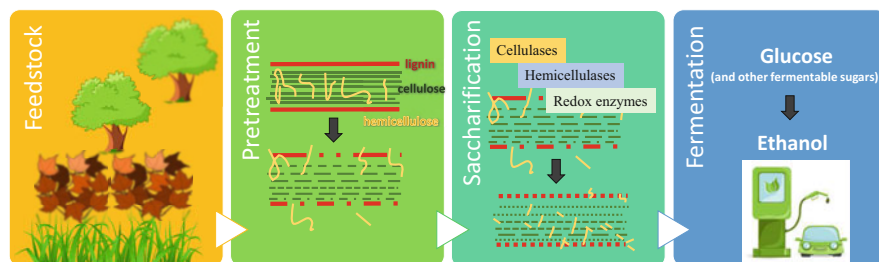 Feedstock
Pretreatment
lignin
cellulose
hemicellulose
Saccharification
Cellulases
Hemicellulases
Redox enzymes
Fermentation
Glucose
(and other fermentable sugars)
Ethanol